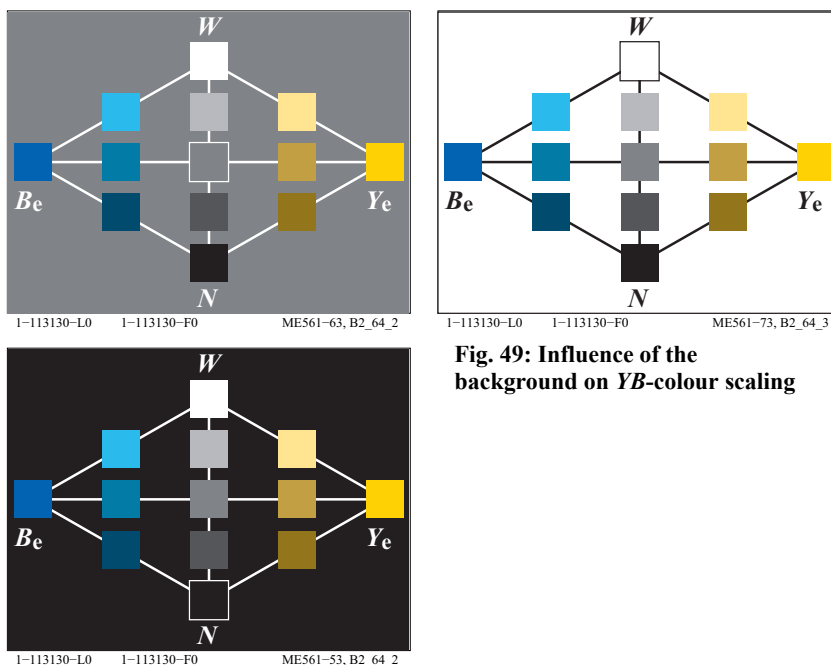 W
Be Ye
N
1−113130−L0 1−113130−F0 ME561−63, B2_64_2
W
Be Ye
N
1−113130−L0 1−113130−F0 ME561−73, B2_64_3
Fig. 49: Influence of the
background on YB-colour scaling
W
Be Ye
N
1−113130−L0 1−113130−F0 ME561−53, B2_64_2